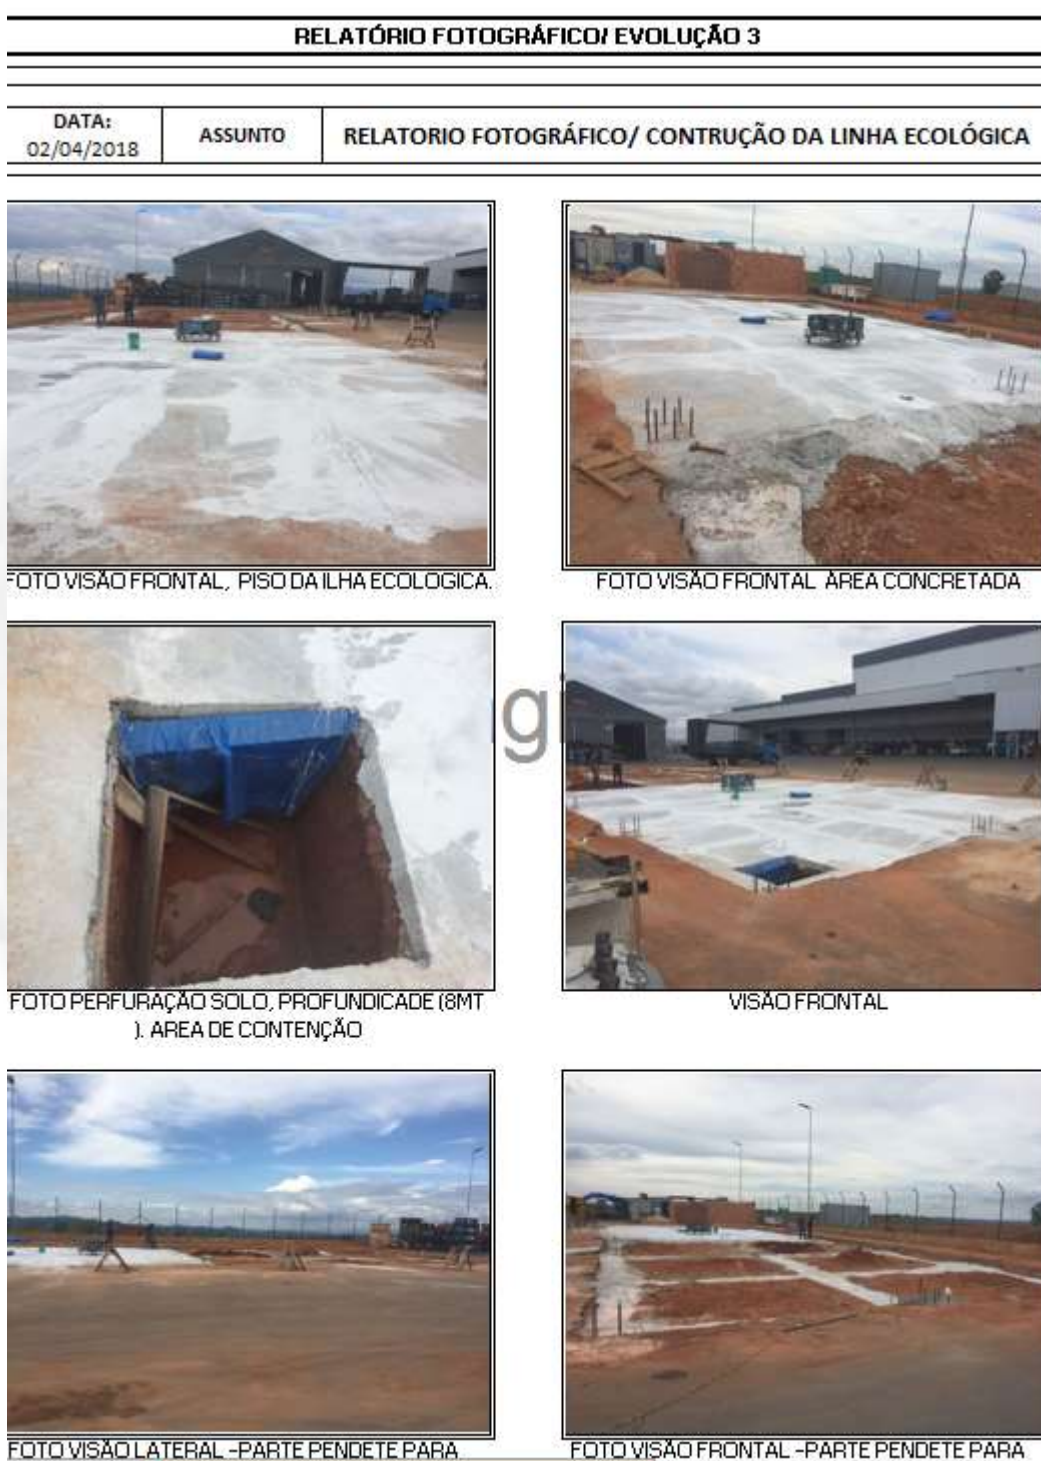 RELATÓRIO FOTOGRÁFICO/ EVOLUÇÃO 3
DATA:
02/04/2018
ASSUNTO
RELATORIO FOTOGRÁFICO/ CONTRUÇÃO DA LINHA ECOLÓGICA
FOTO VISÃO FRONTAL, PISO DA ILHA ECOLOGICA.
FOTO VISÃO FRONTAL ÀREA CONCRETADA
FOTO PERFURAÇÃO SOLO, PROFUNDICADE (8MT
). AREA DE CONTENÇÃO
VISÃO FRONTAL
FOTO VISÃO LATERAL -PARTE PENDETE PARA
FOTO VISÃO FRONTAL -PARTE PENDETE PARA